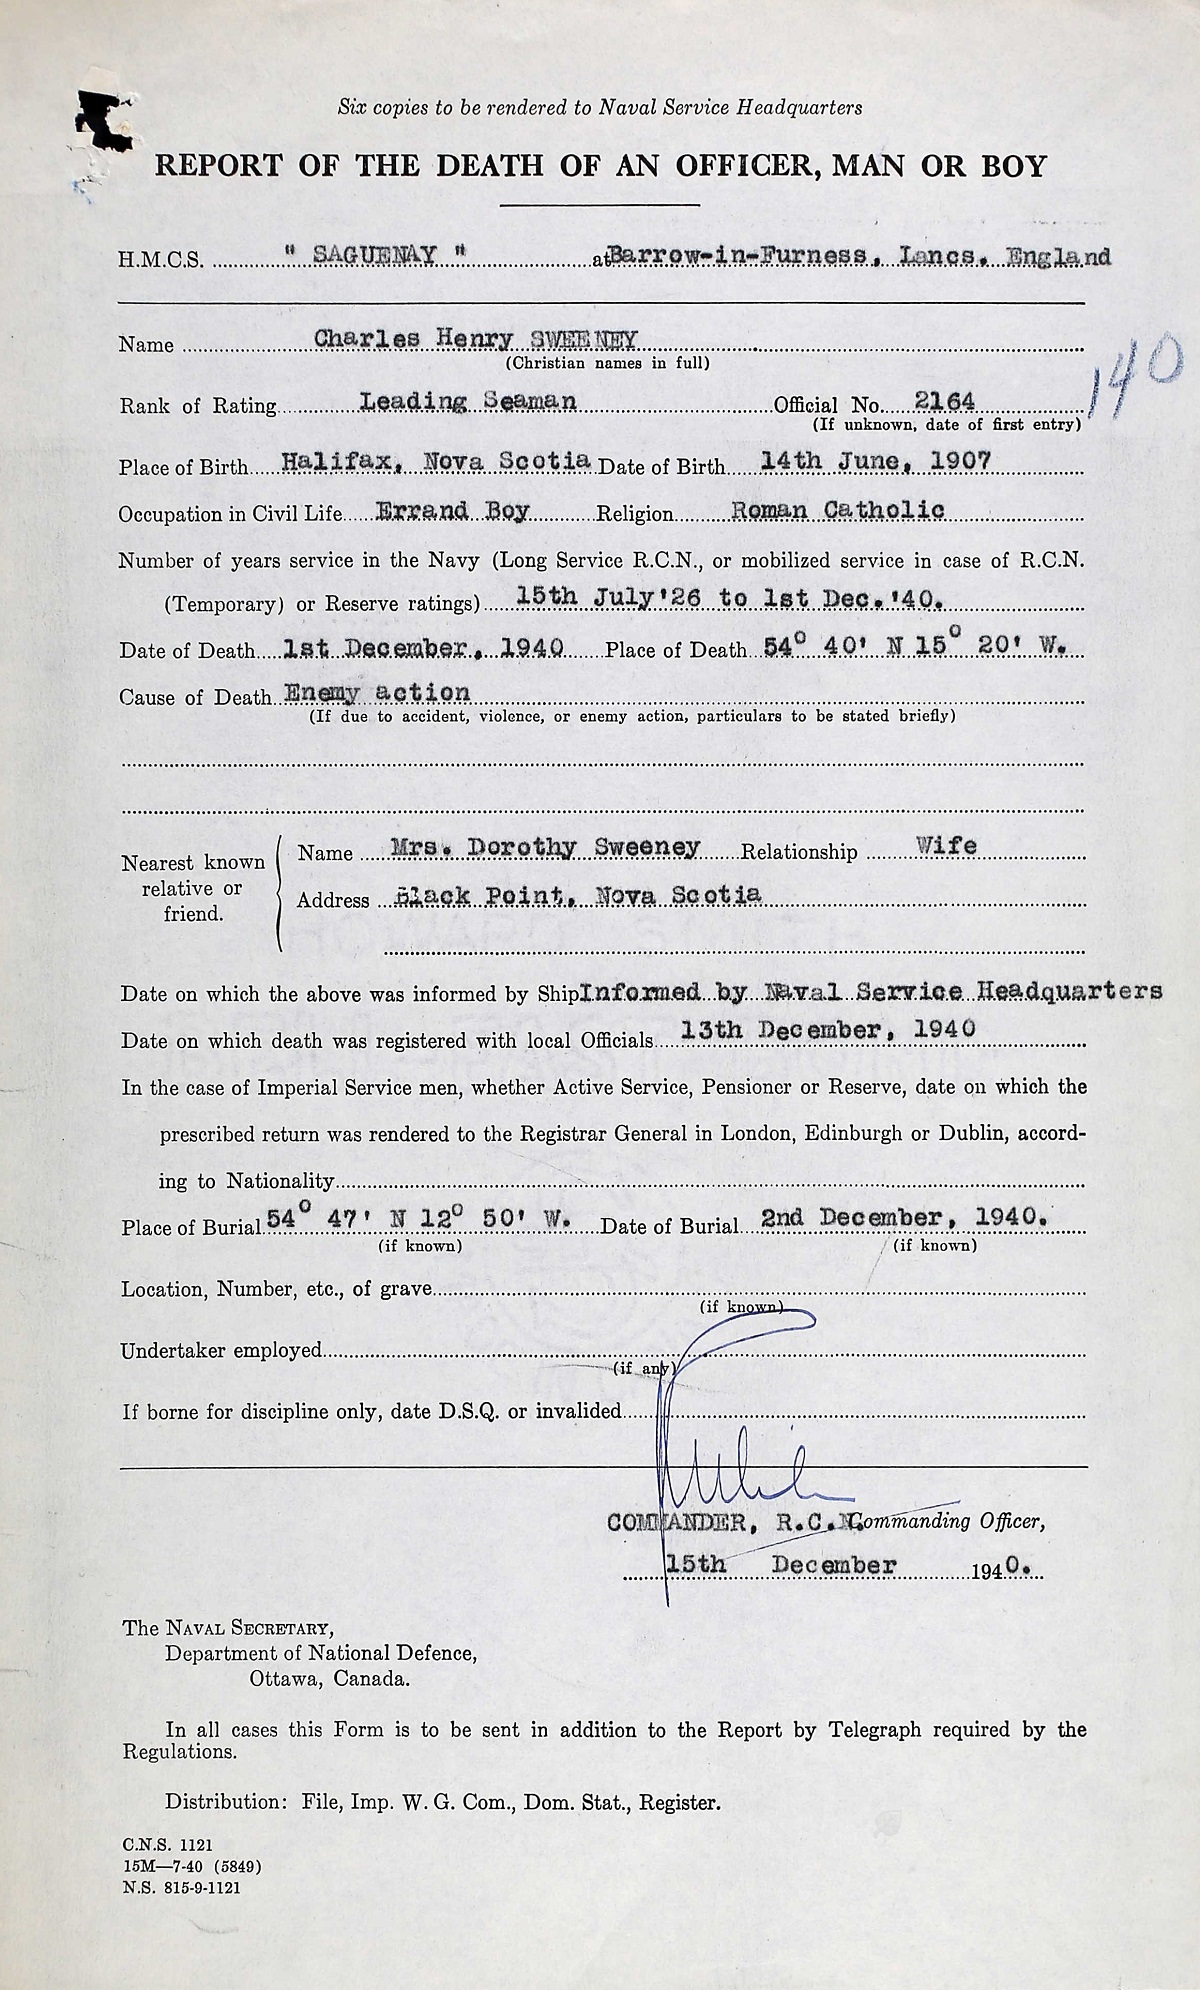 Six copies to be rendered to Naval Service Headquarters
REPORT OF THE DEATH OF AN OFFICER, MAN OR BOY
H.M.C.S. " SAGUENAY " at Barrow-in-Furness, Lancs, England
Name Charles Henry SWEENEY
(Christian names in full)
140
Rank of Rating Leading Seaman Official No. 2164
(If unknown, date of first entry)
Place of Birth Halifax, Nova Scotia Date of Birth 14th June, 1907
Occupation in Civil Life Errand Boy Religion Roman Catholic
Number of years service in the Navy (Long Service R.C.N., or mobilized service in case of R.C.N.
(Temporary) or Reserve ratings) 15th July '26 to 1st Dec. '40.
Date of Death 1st December, 1940 Place of Death 54° 40' N 15° 20' W.
Cause of Death Enemy action
(If due to accident, violence, or enemy action, particulars to be stated briefly)
Nearest known relative or friend.
Name Mrs. Dorothy Sweeney Relationship Wife
Address Black Point, Nova Scotia
Date on which the above was informed by Ship Informed by Naval Service Headquarters
Date on which death was registered with local Officials 13th December, 1940
In the case of Imperial Service men, whether Active Service, Pensioner or Reserve, date on which the
prescribed return was rendered to the Registrar General in London, Edinburgh or Dublin, accord-
ing to Nationality
Place of Burial 54° 47' N 12° 50' W. Date of Burial 2nd December, 1940.
(if known) (if known)
Location, Number, etc., of grave
(if known)
Undertaker employed
(if any)
If borne for discipline only, date D.S.Q. or invalided
COMMANDER, R.C.N. Commanding Officer,
15th December 1940.
The NAVAL SECRETARY,
Department of National Defence,
Ottawa, Canada.
In all cases this Form is to be sent in addition to the Report by Telegraph required by the
Regulations.
Distribution: File, Imp. W. G. Com., Dom. Stat., Register.
C.N.S. 1121
15M—7-40 (5849)
N.S. 815-9-1121